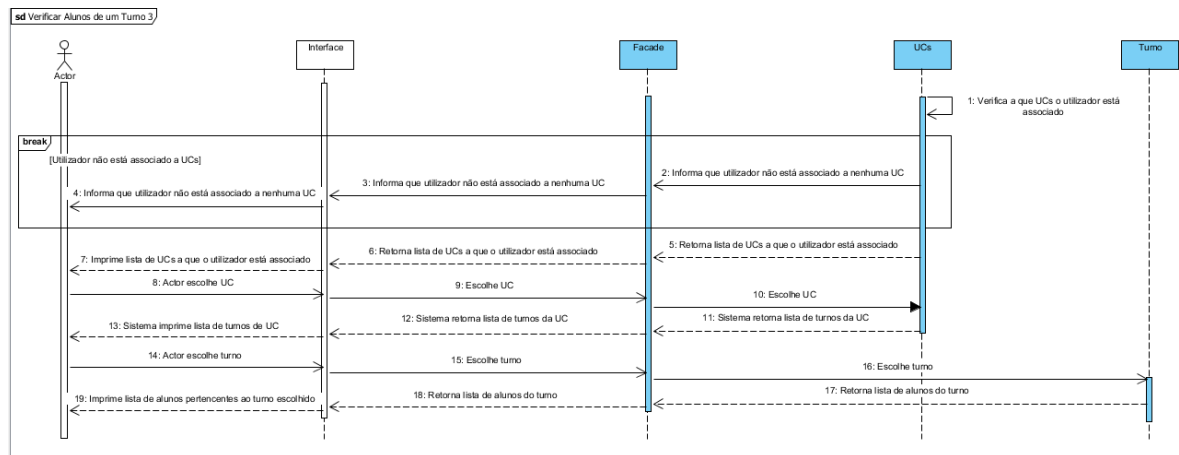 sd Verificar Alunos de um Turno 3
Actor
Interface
Facade
UCs
Turno
1: Verifica a que UCs o utilizador está
associado
break
[Utilizador não está associado a UCs]
2: Informa que utilizador não está associado a nenhuma UC
3: Informa que utilizador não está associado a nenhuma UC
4: Informa que utilizador não está associado a nenhuma UC
5: Retorna lista de UCs a que o utilizador está associado
6: Retorna lista de UCs a que o utilizador está associado
7: Imprime lista de UCs a que o utilizador está associado
8: Actor escolhe UC
9: Escolhe UC
10: Escolhe UC
11: Sistema retorna lista de turnos da UC
12: Sistema retorna lista de turnos da UC
13: Sistema imprime lista de turnos de UC
14: Actor escolhe turno
15: Escolhe turno
16: Escolhe turno
17: Retorna lista de alunos do turno
18: Retorna lista de alunos do turno
19: Imprime lista de alunos pertencentes ao turno escolhido